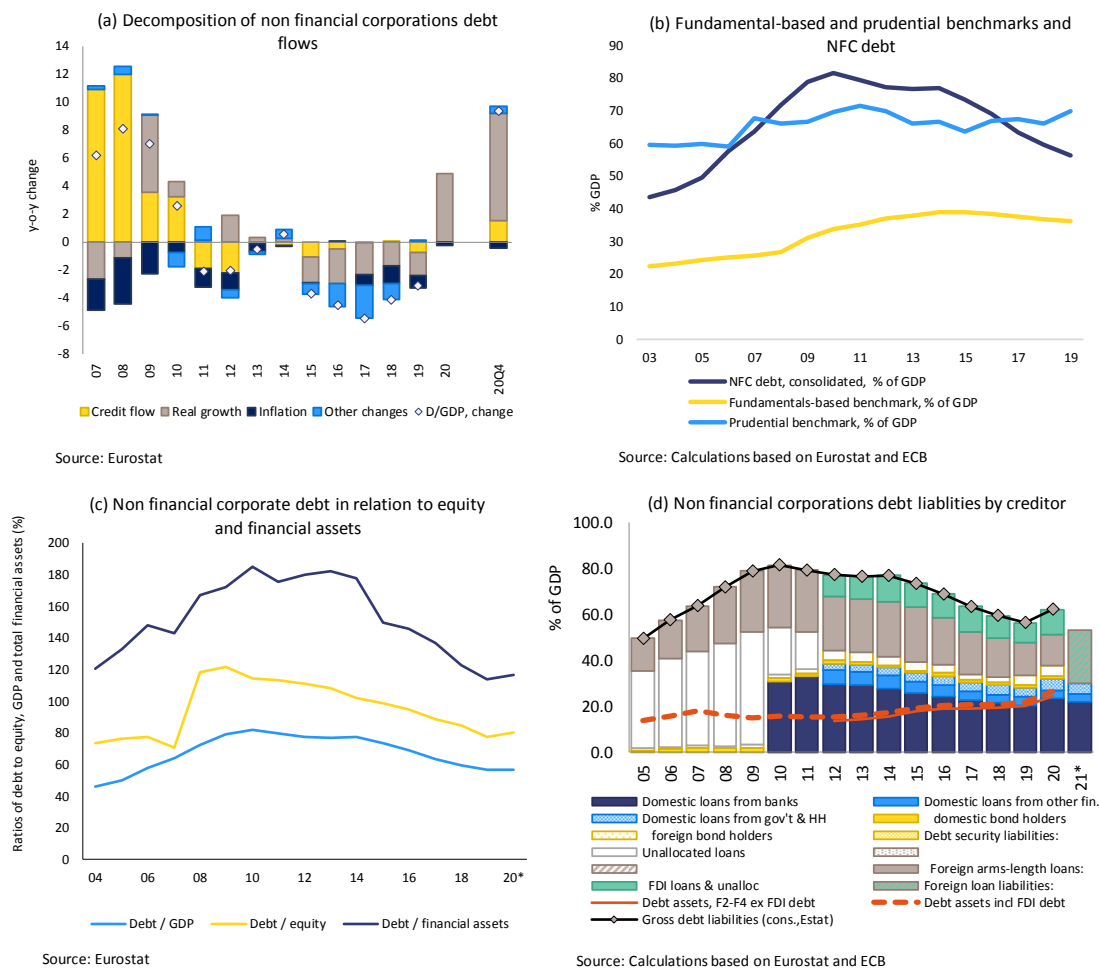 (a) Decomposition of non financial corporations debt
flows
14
12
10
8
6
4
2
0
-2
-4
-6
-8
y-o-y change
07
08
09
10
11
12
13
14
15
16
17
18
19
20
20Q4
Credit flow
Real growth
Inflation
Other changes
D/GDP, change
Source: Eurostat
(b) Fundamental-based and prudential benchmarks and
NFC debt
90
80
70
60
50
40
30
20
10
0
% GDP
03
05
07
09
11
13
15
17
19
NFC debt, consolidated, % of GDP
Fundamentals-based benchmark, % of GDP
Prudential benchmark, % of GDP
Source: Calculations based on Eurostat and ECB
(c) Non financial corporate debt in relation to equity
and financial assets
Ratios of debt to equity, GDP and total financial assets (%)
200
180
160
140
120
100
80
60
40
20
0
04
06
08
10
12
14
16
18
20*
Debt / GDP
Debt / equity
Debt / financial assets
Source: Eurostat
(d) Non financial corporations debt liablities by creditor
100.0
80.0
60.0
40.0
20.0
0.0
% of GDP
05
06
07
08
09
10
11
12
13
14
15
16
17
18
19
20
21*
Domestic loans from banks
Domestic loans from other fin.
Domestic loans from gov't & HH
domestic bond holders
foreign bond holders
Debt security liabilities:
Unallocated loans
Foreign arms-length loans:
FDI loans & unalloc
Foreign loan liabilities:
Debt assets, F2-F4 ex FDI debt
Debt assets incl FDI debt
Gross debt liabilities (cons.,Estat)
Source: Calculations based on Eurostat and ECB